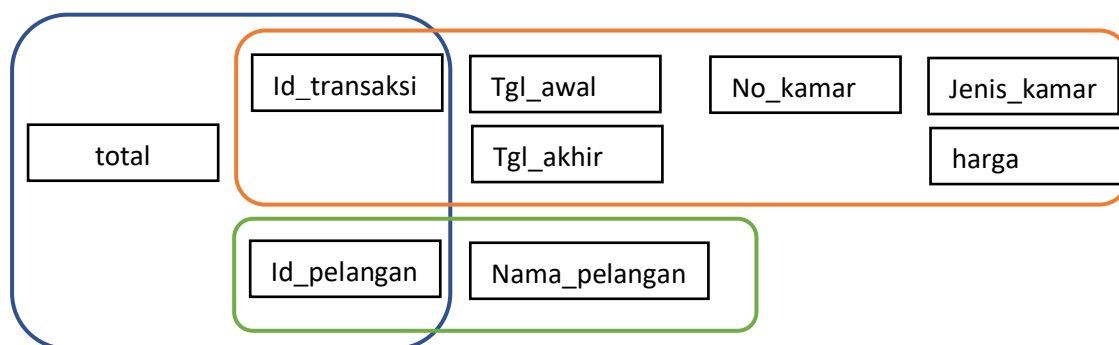 Id_transaksi Tgl_awal No_kamar Jenis_kamar
total Tgl_akhir harga
Id_pelangan Nama_pelangan